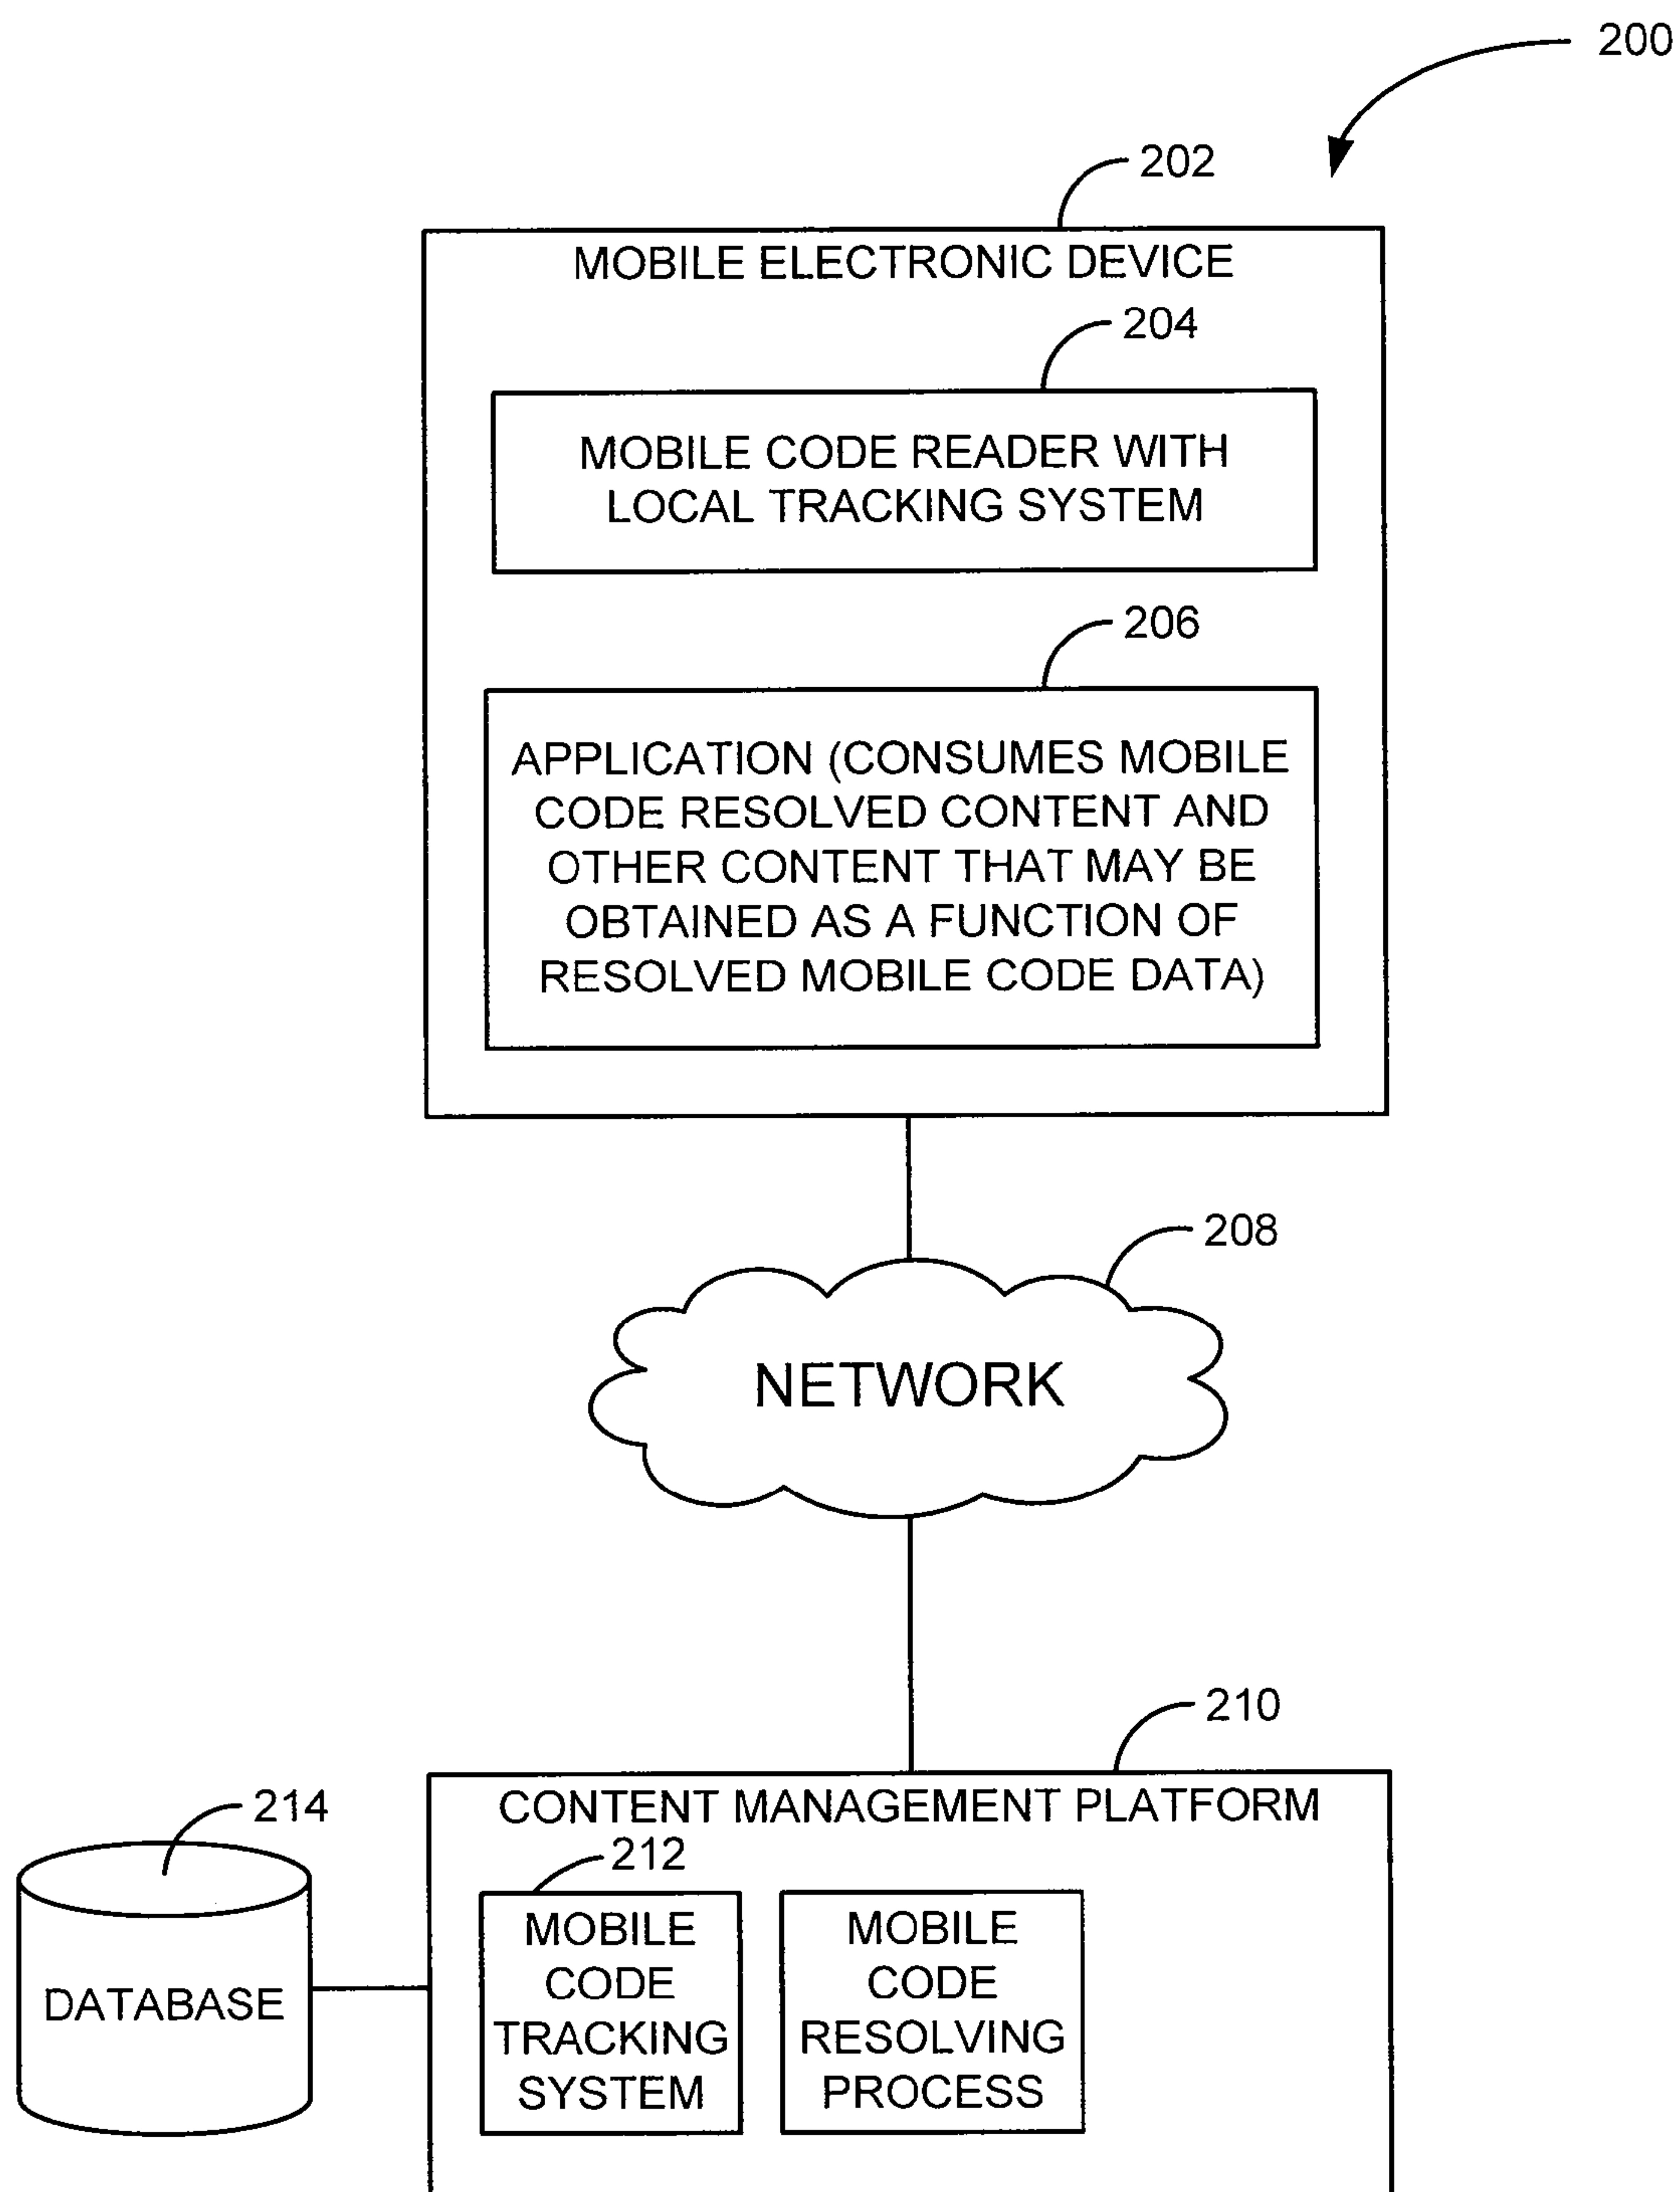 200
202
MOBILE ELECTRONIC DEVICE
204
MOBILE CODE READER WITH
LOCAL TRACKING SYSTEM
206
APPLICATION (CONSUMES MOBILE
CODE RESOLVED CONTENT AND
OTHER CONTENT THAT MAY BE
OBTAINED AS A FUNCTION OF
RESOLVED MOBILE CODE DATA)
208
NETWORK
210
CONTENT MANAGEMENT PLATFORM
214
DATABASE
212
MOBILE
CODE
TRACKING
SYSTEM
MOBILE
CODE
RESOLVING
PROCESS